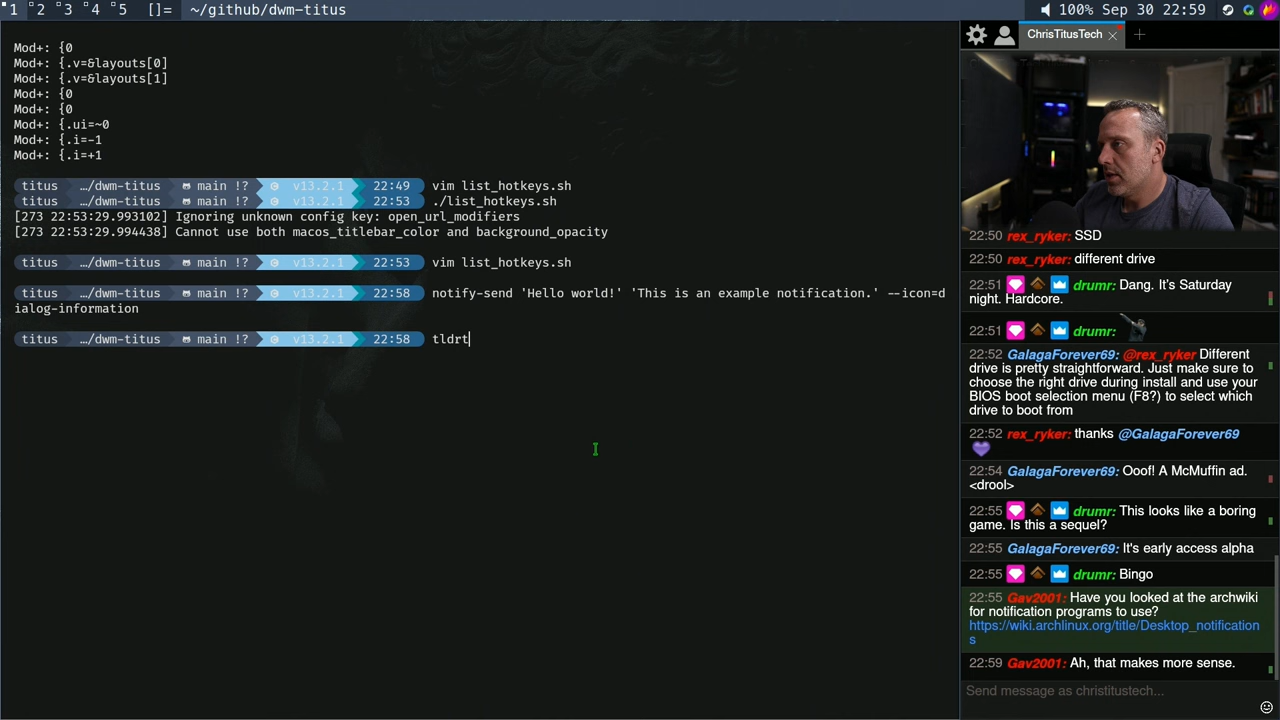 1 2 3 4 5 []= ~/github/dwm-titus 100% Sep 30 22:59
Mod+: {0
Mod+: {.v=&layouts[0]
Mod+: {.v=&layouts[1]
Mod+: {0
Mod+: {0
Mod+: {.ui=~0
Mod+: {.i=-1
Mod+: {.i=+1
titus …/dwm-titus main !? C v13.2.1 22:49 vim list_hotkeys.sh
titus …/dwm-titus main !? C v13.2.1 22:53 ./list_hotkeys.sh
[273 22:53:29.993102] Ignoring unknown config key: open_url_modifiers
[273 22:53:29.994438] Cannot use both macos_titlebar_color and background_opacity
titus …/dwm-titus main !? C v13.2.1 22:53 vim list_hotkeys.sh
titus …/dwm-titus main !? C v13.2.1 22:58 notify-send 'Hello world!' 'This is an example notification.' --icon=d
ialog-information
titus …/dwm-titus main !? C v13.2.1 22:58 tldrt
ChrisTitusTech
22:50 rex_ryker: SSD
22:50 rex_ryker: different drive
22:51 drumr: Dang. It's Saturday
night. Hardcore.
22:51 drumr:
22:52 GalagaForever69: @rex_ryker Different
drive is pretty straightforward. Just make sure to
choose the right drive during install and use your
BIOS boot selection menu (F8?) to select which
drive to boot from
22:52 rex_ryker: thanks @GalagaForever69
22:54 GalagaForever69: Ooof! A McMuffin ad.
<drool>
22:55 drumr: This looks like a boring
game. Is this a sequel?
22:55 GalagaForever69: It's early access alpha
22:55 drumr: Bingo
22:55 Gav2001: Have you looked at the archwiki
for notification programs to use?
https://wiki.archlinux.org/title/Desktop_notification
s
22:59 Gav2001: Ah, that makes more sense.
Send message as christitustech...